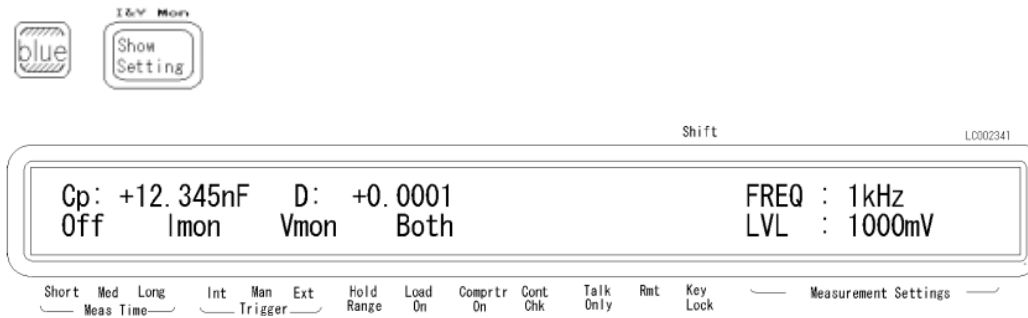 I&V Mon
blue
Show
Setting
Shift
LC002341
Cp: +12.345nF D: +0.0001 FREQ : 1kHz
Off Imon Vmon Both LVL : 1000mV
Short Med Long Int Man Ext Hold Load Comprtr Cont Talk Rmt Key
Meas Time Trigger Range On On Chk Only Lock Measurement Settings